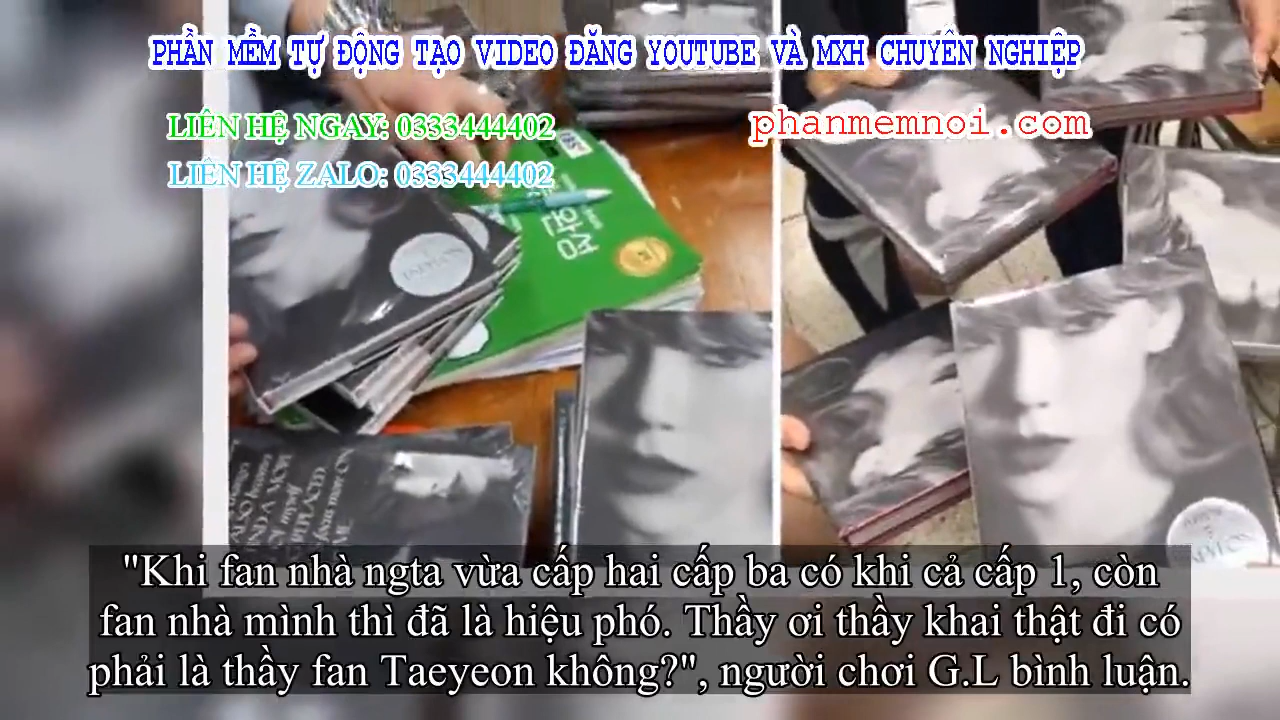 PHẦN MỀM TỰ ĐỘNG TẠO VIDEO ĐĂNG YOUTUBE VÀ MXH CHUYÊN NGHIỆP
LIÊN HỆ NGAY: 0333444402
phanmemnoi.com
LIÊN HỆ ZALO: 0333444402
"Khi fan nhà ngta vừa cấp hai cấp ba có khi cả cấp 1, còn
fan nhà mình thì đã là hiệu phó. Thầy ơi thầy khai thật đi có
phải là thầy fan Taeyeon không?", người chơi G.L bình luận.